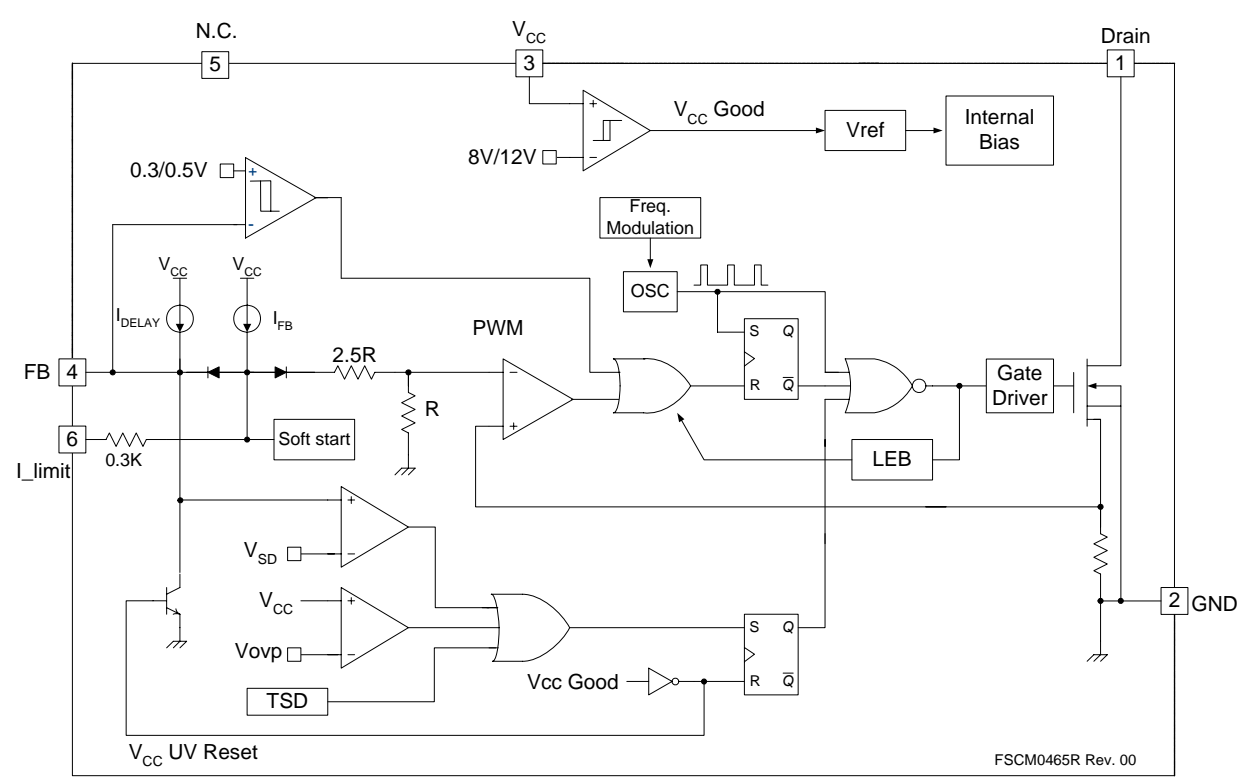 N.C.
5
VCC
3
Drain
1
+
VCC Good
Vref
Internal
Bias
8V/12V
−
0.3/0.5V
+
-
Freq.
Modulation
VCC
VCC
OSC
IDELAY
IFB
PWM
S Q
R Q̅
2.5R
−
+
FB 4
R
Gate
Driver
6
I_limit
0.3K
Soft start
LEB
+
VSD
−
VCC
+
Vovp
−
2
GND
S Q
R Q̅
Vcc Good
TSD
VCC UV Reset
FSCM0465R Rev. 00